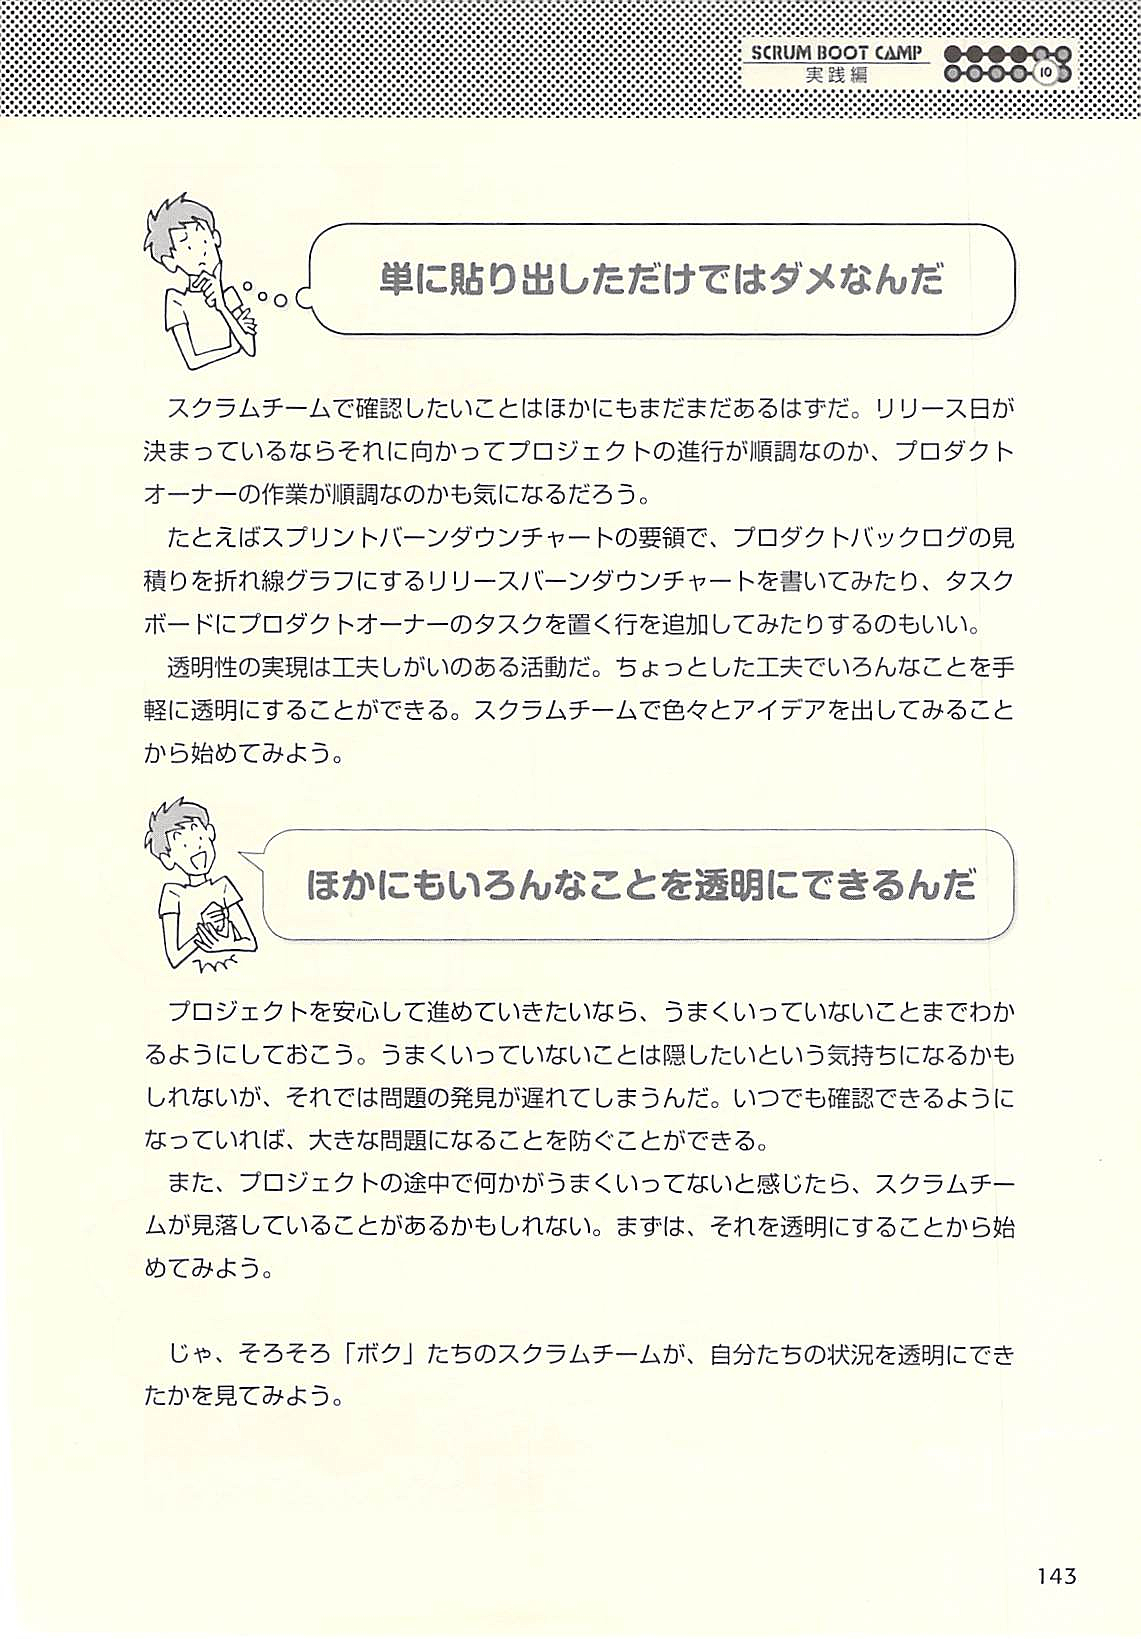 SCRUM BOOT CAMP
実践編
10
単に貼り出しただけではダメなんだ
スクラムチームで確認したいことはほかにもまだまだあるはずだ。リリース日が
決まっているならそれに向かってプロジェクトの進行が順調なのか、プロダクト
オーナーの作業が順調なのかも気になるだろう。
たとえばスプリントバーンダウンチャートの要領で、プロダクトバックログの見
積りを折れ線グラフにするリリースバーンダウンチャートを書いてみたり、タスク
ボードにプロダクトオーナーのタスクを置く行を追加してみたりするのもいい。
透明性の実現は工夫しがいのある活動だ。ちょっとした工夫でいろんなことを手
軽に透明にすることができる。スクラムチームで色々とアイデアを出してみること
から始めてみよう。
ほかにもいろんなことを透明にできるんだ
プロジェクトを安心して進めていきたいなら、うまくいっていないことまでわか
るようにしておこう。うまくいっていないことは隠したいという気持ちになるかも
しれないが、それでは問題の発見が遅れてしまうんだ。いつでも確認できるように
なっていれば、大きな問題になることを防ぐことができる。
また、プロジェクトの途中で何かがうまくいってないと感じたら、スクラムチー
ムが見落していることがあるかもしれない。まずは、それを透明にすることから始
めてみよう。
じゃ、そろそろ「ボク」たちのスクラムチームが、自分たちの状況を透明にでき
たかを見てみよう。
143